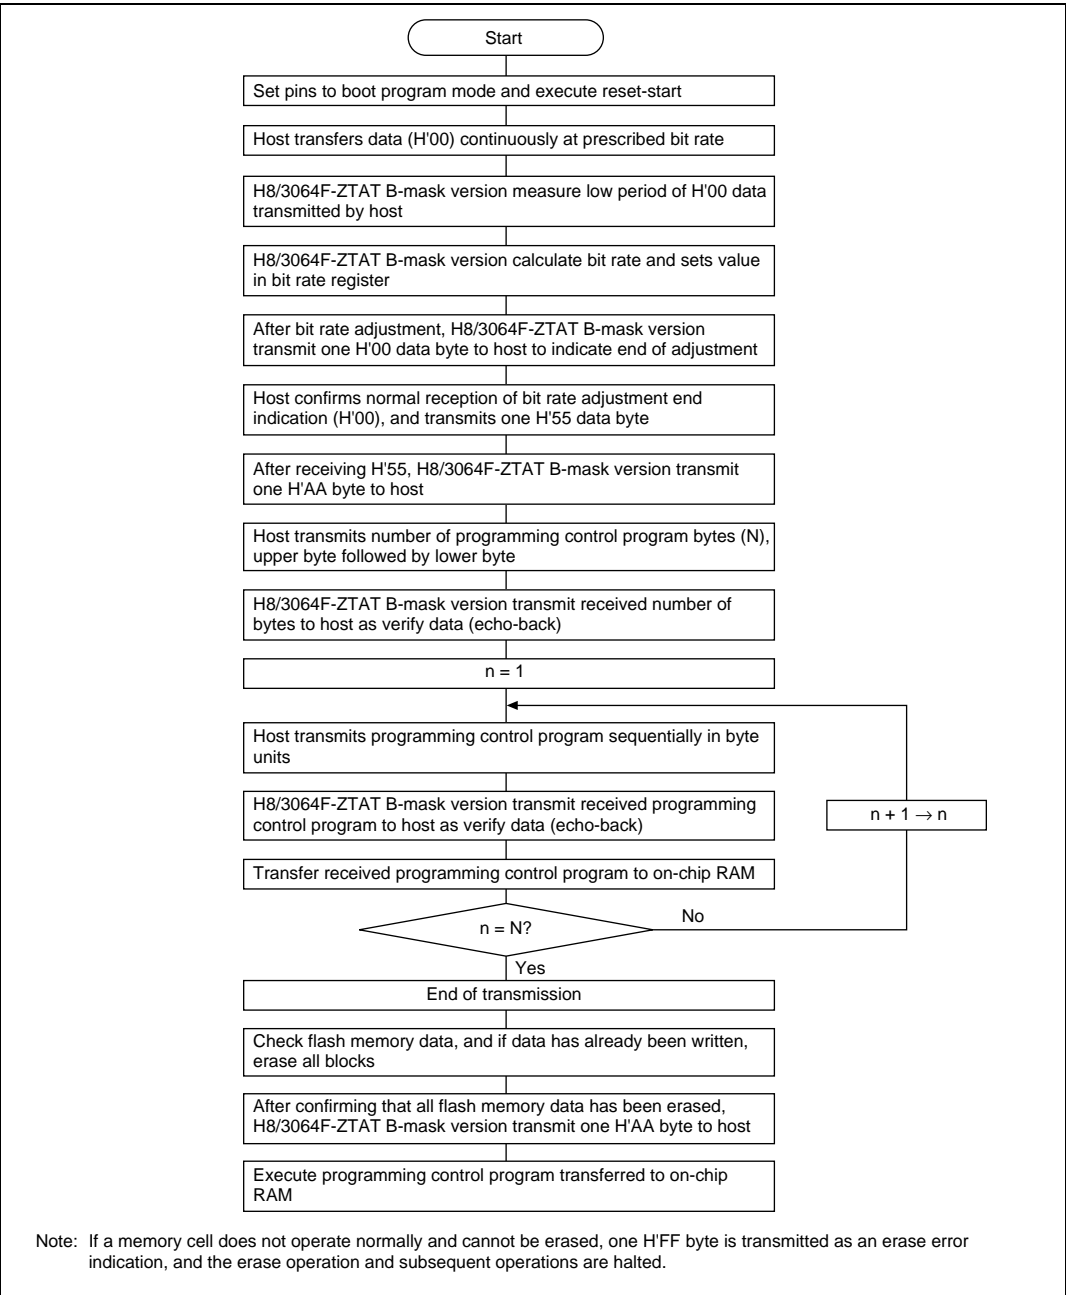 Start
Set pins to boot program mode and execute reset-start
Host transfers data (H'00) continuously at prescribed bit rate
H8/3064F-ZTAT B-mask version measure low period of H'00 data
transmitted by host
H8/3064F-ZTAT B-mask version calculate bit rate and sets value
in bit rate register
After bit rate adjustment, H8/3064F-ZTAT B-mask version
transmit one H'00 data byte to host to indicate end of adjustment
Host confirms normal reception of bit rate adjustment end
indication (H'00), and transmits one H'55 data byte
After receiving H'55, H8/3064F-ZTAT B-mask version transmit
one H'AA byte to host
Host transmits number of programming control program bytes (N),
upper byte followed by lower byte
H8/3064F-ZTAT B-mask version transmit received number of
bytes to host as verify data (echo-back)
n = 1
Host transmits programming control program sequentially in byte
units
H8/3064F-ZTAT B-mask version transmit received programming
control program to host as verify data (echo-back)
n + 1 → n
Transfer received programming control program to on-chip RAM
n = N?
No
Yes
End of transmission
Check flash memory data, and if data has already been written,
erase all blocks
After confirming that all flash memory data has been erased,
H8/3064F-ZTAT B-mask version transmit one H'AA byte to host
Execute programming control program transferred to on-chip
RAM
Note: If a memory cell does not operate normally and cannot be erased, one H'FF byte is transmitted as an erase error
indication, and the erase operation and subsequent operations are halted.